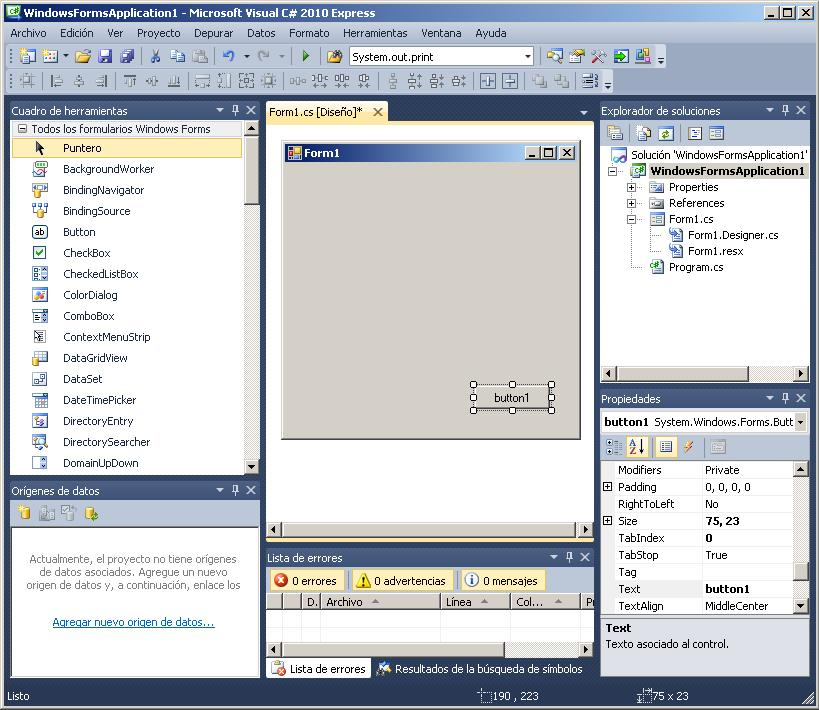 WindowsFormsApplication1 - Microsoft Visual C# 2010 Express
Archivo Edición Ver Proyecto Depurar Datos Formato Herramientas Ventana Ayuda
System.out.print
Cuadro de herramientas
Todos los formularios Windows Forms
Puntero
BackgroundWorker
BindingNavigator
BindingSource
Button
CheckBox
CheckedListBox
ColorDialog
ComboBox
ContextMenuStrip
DataGridView
DataSet
DateTimePicker
DirectoryEntry
DirectorySearcher
DomainUpDown
Orígenes de datos
Actualmente, el proyecto no tiene orígenes
de datos asociados. Agregue un nuevo
origen de datos y, a continuación, enlace los
Agregar nuevo origen de datos...
Form1.cs [Diseño]*
Form1
button1
Lista de errores
0 errores 0 advertencias 0 mensajes
D. Archivo Línea Col... Pr
Lista de errores Resultados de la búsqueda de símbolos
Explorador de soluciones
Solución 'WindowsFormsApplication1'
WindowsFormsApplication1
Properties
References
Form1.cs
Form1.Designer.cs
Form1.resx
Program.cs
Propiedades
button1 System.Windows.Forms.Butt
Modifiers Private
Padding 0, 0, 0, 0
RightToLeft No
Size 75, 23
TabIndex 0
TabStop True
Tag
Text button1
TextAlign MiddleCenter
Text
Texto asociado al control.
Listo 190 , 223 75 x 23